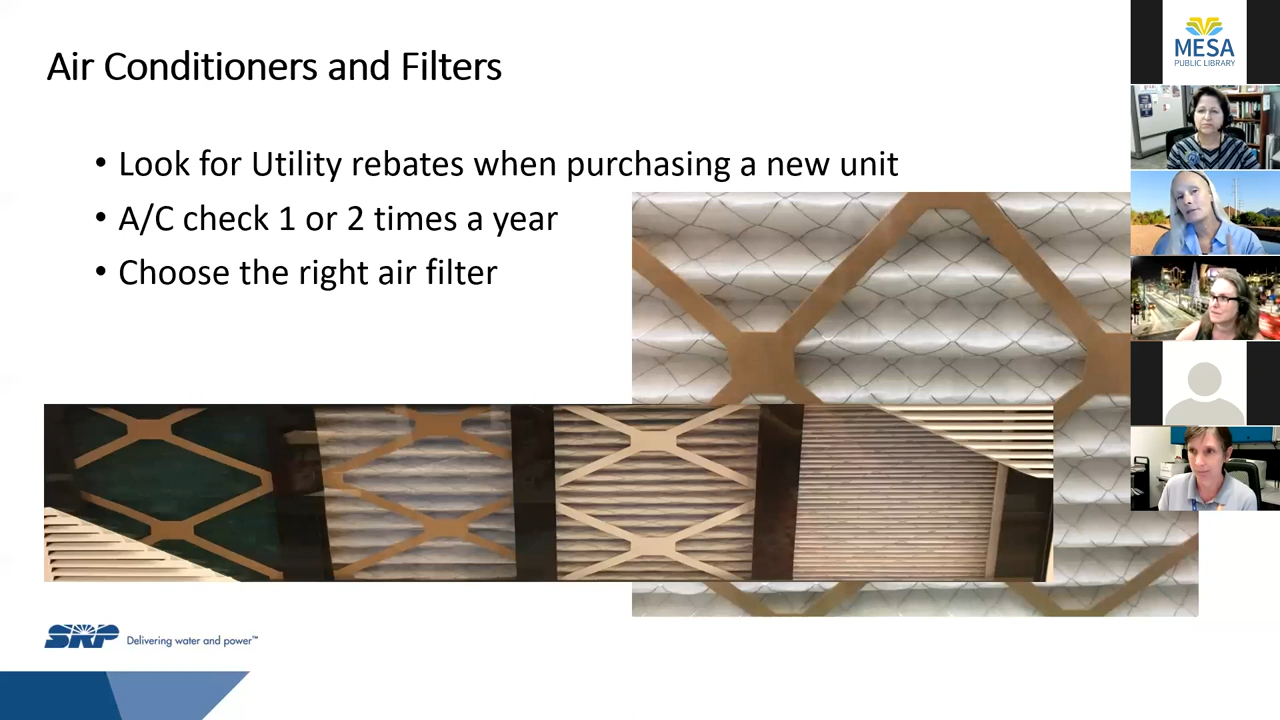 Air Conditioners and Filters
• Look for Utility rebates when purchasing a new unit
• A/C check 1 or 2 times a year
• Choose the right air filter
MESA
PUBLIC LIBRARY
SRP Delivering water and power™